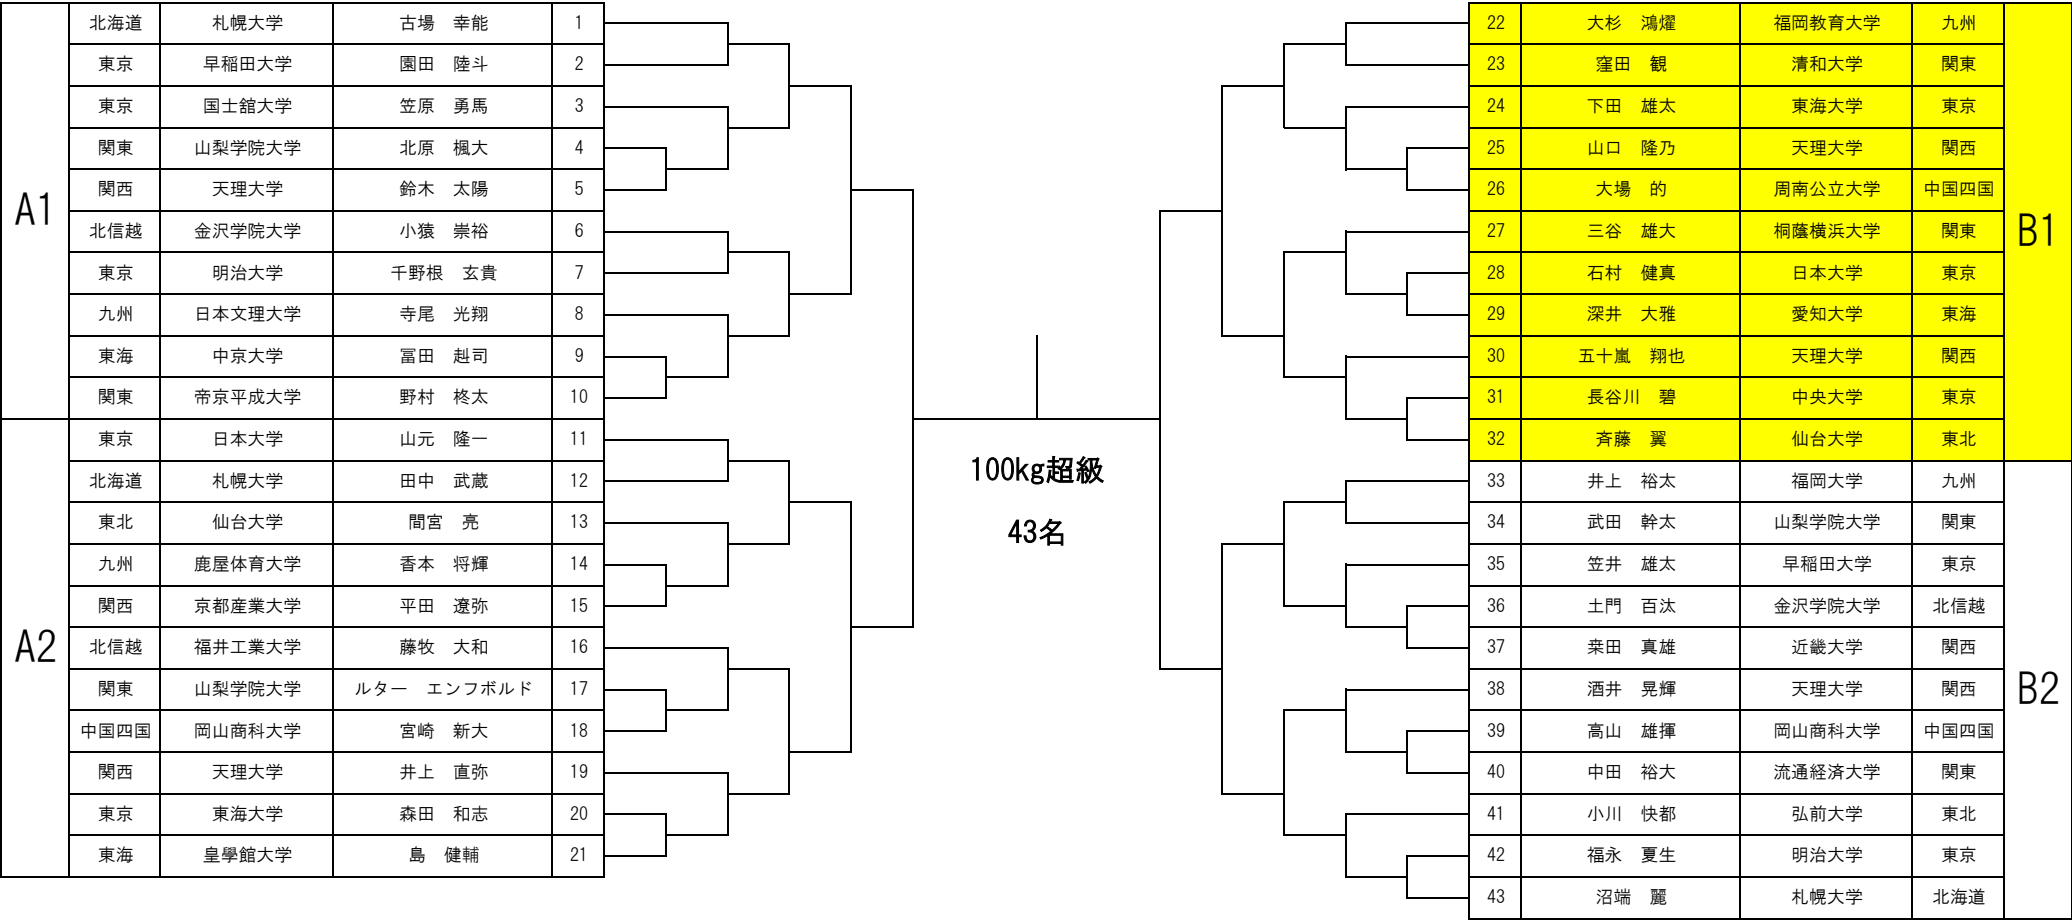 A1
北海道 札幌大学 古場 幸能 1
東京 早稲田大学 園田 陸斗 2
東京 国士舘大学 笠原 勇馬 3
関東 山梨学院大学 北原 楓大 4
関西 天理大学 鈴木 太陽 5
北信越 金沢学院大学 小猿 崇裕 6
東京 明治大学 千野根 玄貴 7
九州 日本文理大学 寺尾 光翔 8
東海 中京大学 冨田 赳司 9
関東 帝京平成大学 野村 柊太 10
A2
東京 日本大学 山元 隆一 11
北海道 札幌大学 田中 武蔵 12
東北 仙台大学 間宮 亮 13
九州 鹿屋体育大学 香本 将輝 14
関西 京都産業大学 平田 遼弥 15
北信越 福井工業大学 藤牧 大和 16
関東 山梨学院大学 ルター エンフボルド 17
中国四国 岡山商科大学 宮崎 新大 18
関西 天理大学 井上 直弥 19
東京 東海大学 森田 和志 20
東海 皇學館大学 島 健輔 21
100kg超級
43名
22 大杉 鴻燿 福岡教育大学 九州
23 窪田 観 清和大学 関東
24 下田 雄太 東海大学 東京
25 山口 隆乃 天理大学 関西
26 大場 的 周南公立大学 中国四国
27 三谷 雄大 桐蔭横浜大学 関東
28 石村 健真 日本大学 東京
29 深井 大雅 愛知大学 東海
30 五十嵐 翔也 天理大学 関西
31 長谷川 碧 中央大学 東京
32 斉藤 翼 仙台大学 東北
B1
33 井上 裕太 福岡大学 九州
34 武田 幹太 山梨学院大学 関東
35 笠井 雄太 早稲田大学 東京
36 土門 百汰 金沢学院大学 北信越
37 桒田 真雄 近畿大学 関西
38 酒井 晃輝 天理大学 関西
39 高山 雄揮 岡山商科大学 中国四国
40 中田 裕大 流通経済大学 関東
41 小川 快都 弘前大学 東北
42 福永 夏生 明治大学 東京
43 沼端 麗 札幌大学 北海道
B2